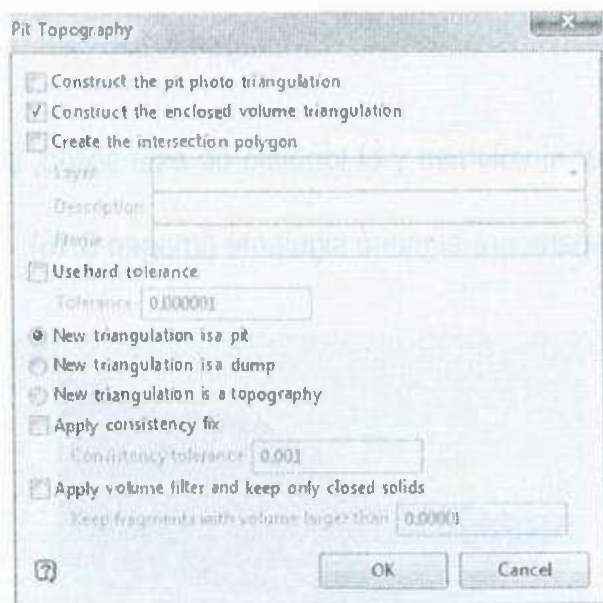 Pit Topography
Construct the pit photo triangulation
Construct the enclosed volume triangulation
Create the intersection polygon
Layer
Description
Name
Use hard tolerance
Tolerance 0.000001
New triangulation is a pit
New triangulation is a dump
New triangulation is a topography
Apply consistency fix
Consistency tolerance 0.001
Apply volume filter and keep only closed solids
Keep fragments with volume larger than 0.00001
OK Cancel